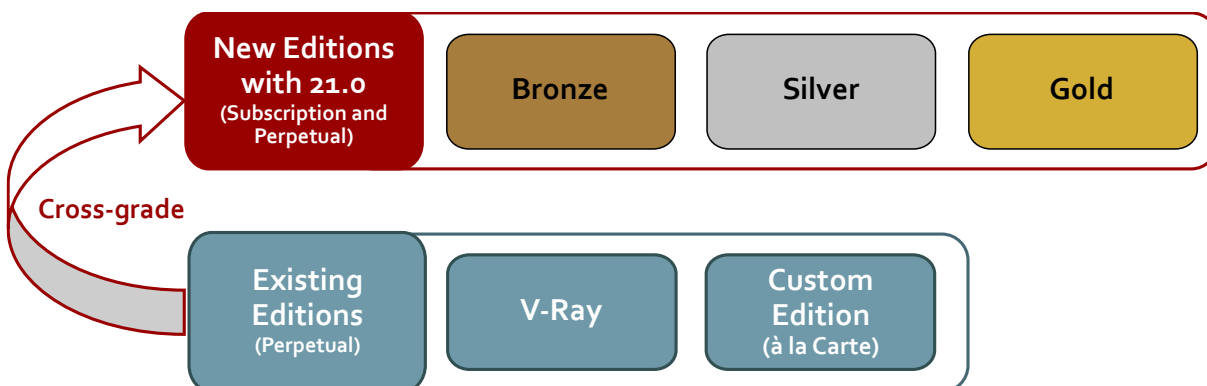 New Editions
with 21.0
(Subscription and
Perpetual)
Bronze
Silver
Gold
Cross-grade
Existing
Editions
(Perpetual)
V-Ray
Custom
Edition
(à la Carte)